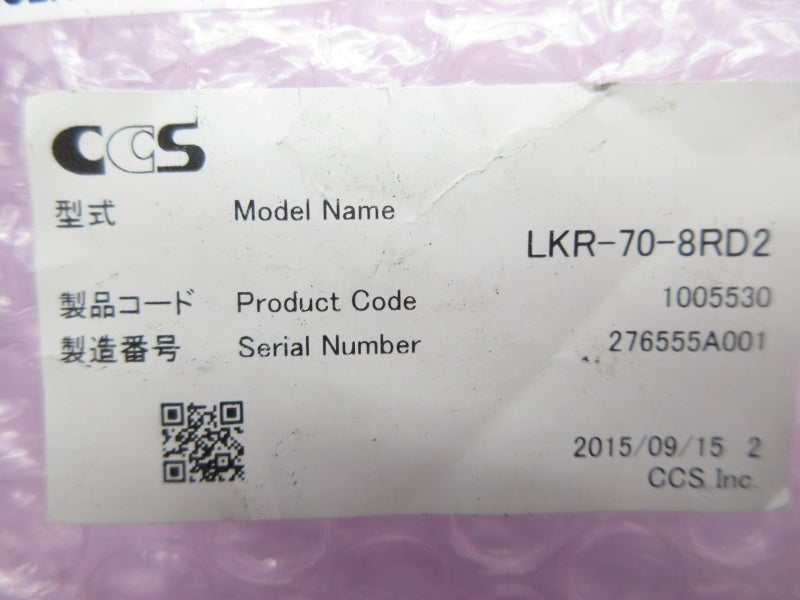 CCS
型式 Model Name
LKR-70-8RD2
製品コード Product Code 1005530
製造番号 Serial Number 276555A001
2015/09/15 2
CCS Inc.